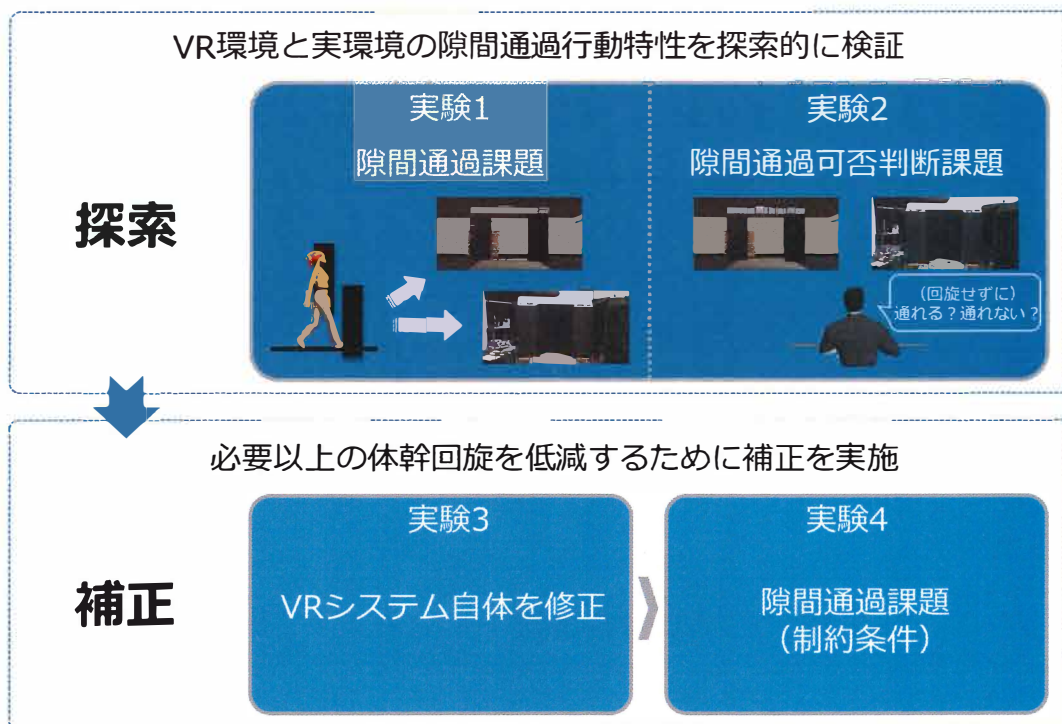 VR環境と実環境の隙間通過行動特性を探索的に検証
探索
実験1
隙間通過課題
実験2
隙間通過可否判断課題
（回旋せずに）
通れる？通れない？
必要以上の体幹回旋を低減するために補正を実施
補正
実験3
VRシステム自体を修正
実験4
隙間通過課題
（制約条件）